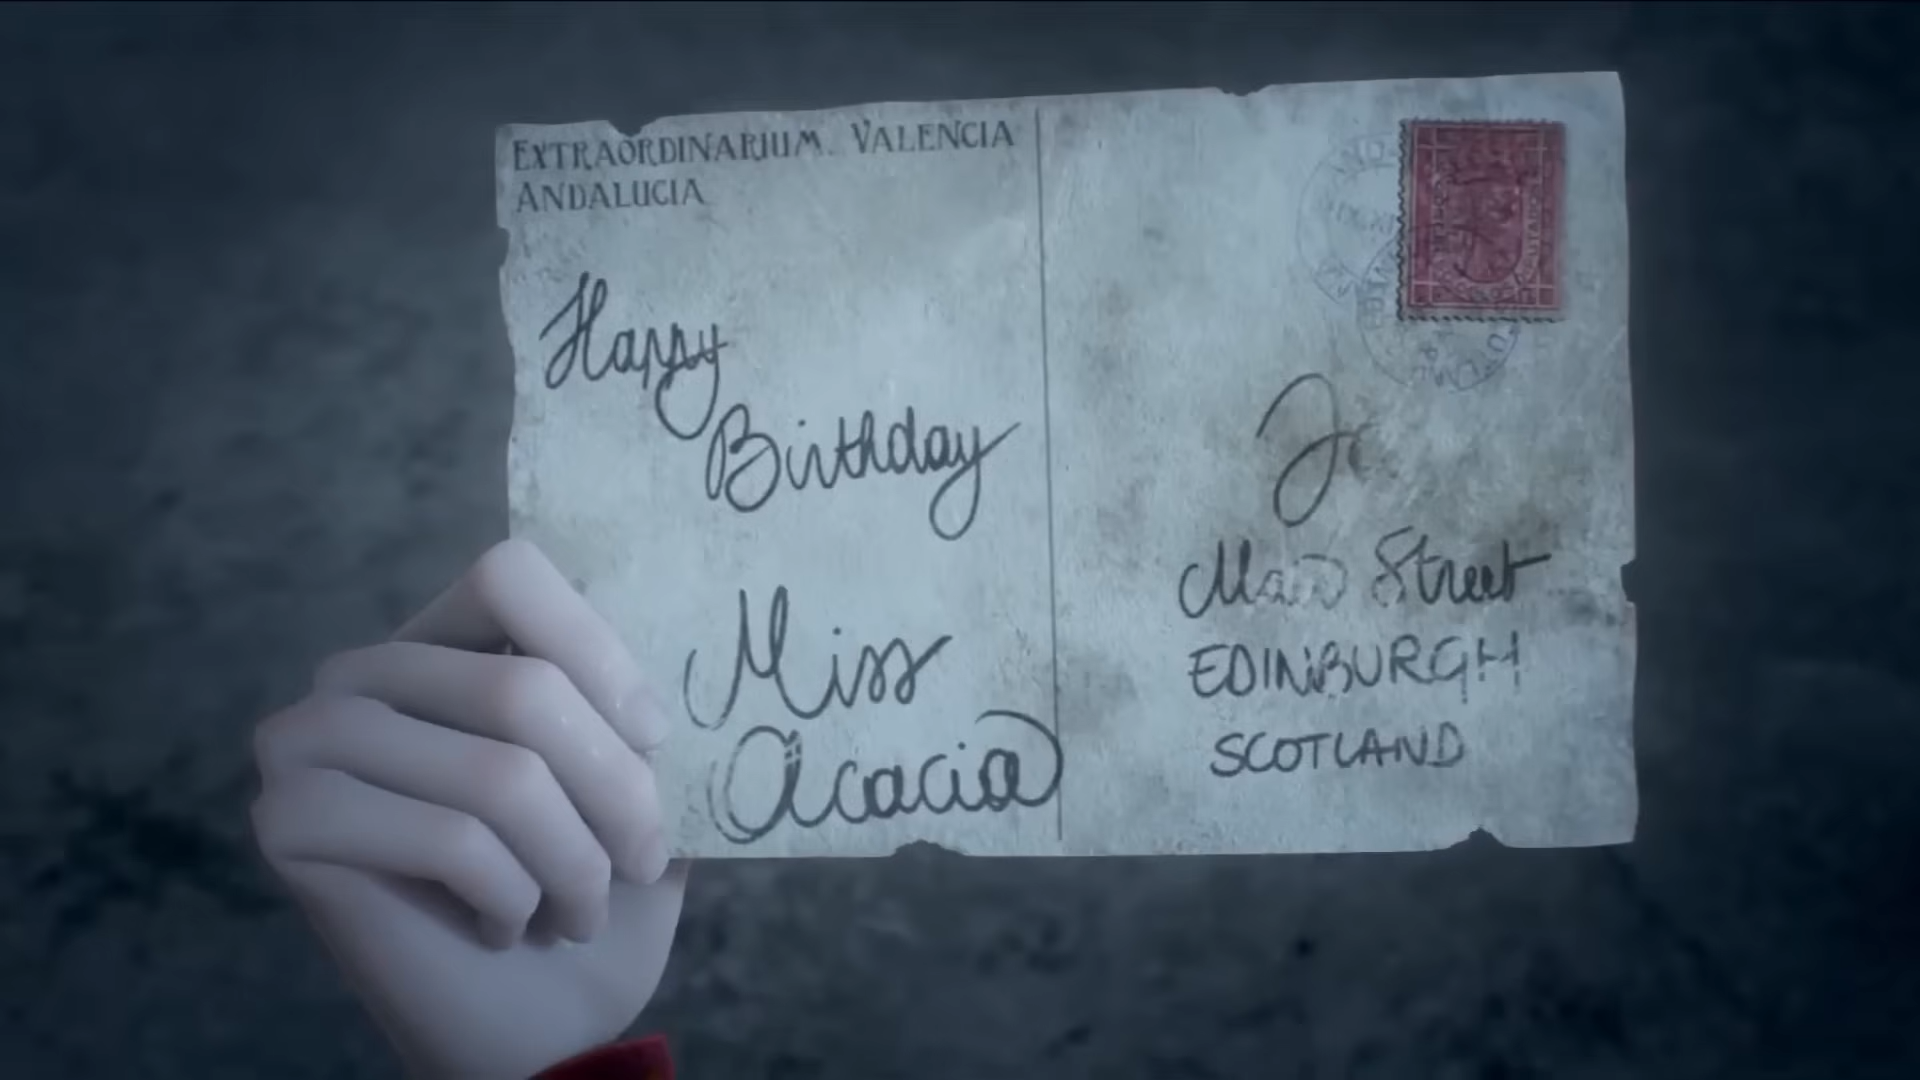 EXTRAORDINARIUM. VALENCIA
ANDALUCIA
Happy
Birthday
Miss
Acacia
Street
EDINBURGH
SCOTLAND